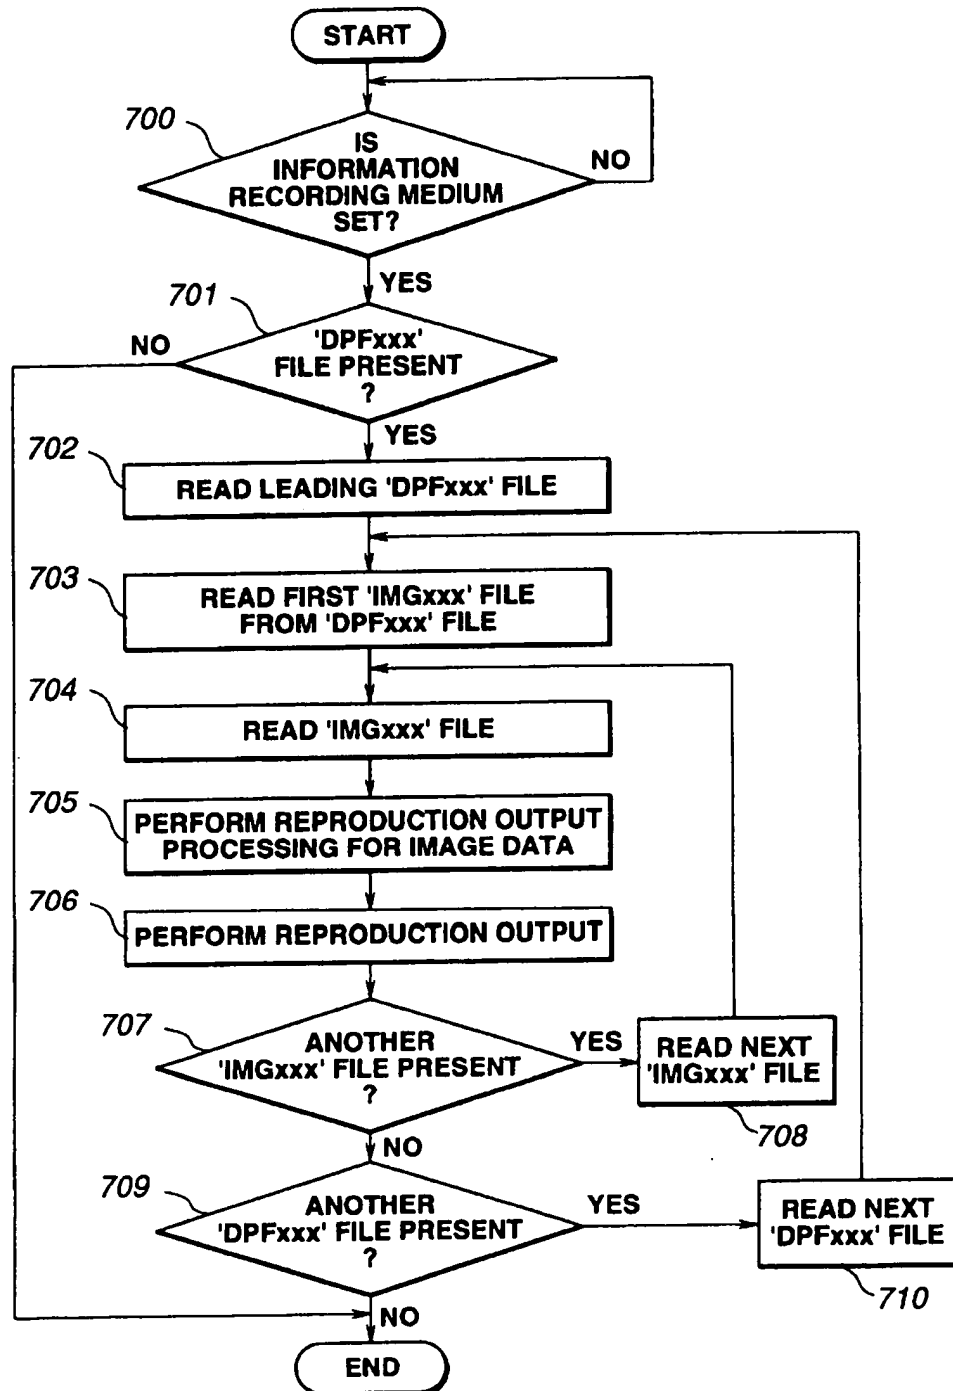 START
700
IS
INFORMATION
RECORDING MEDIUM
SET?
NO
YES
701
'DPFxxx'
FILE PRESENT
?
NO
YES
702
READ LEADING 'DPFxxx' FILE
703
READ FIRST 'IMGxxx' FILE
FROM 'DPFxxx' FILE
704
READ 'IMGxxx' FILE
705
PERFORM REPRODUCTION OUTPUT
PROCESSING FOR IMAGE DATA
706
PERFORM REPRODUCTION OUTPUT
707
ANOTHER
'IMGxxx' FILE PRESENT
?
YES
READ NEXT
'IMGxxx' FILE
708
NO
709
ANOTHER
'DPFxxx' FILE PRESENT
?
YES
READ NEXT
'DPFxxx' FILE
710
NO
END